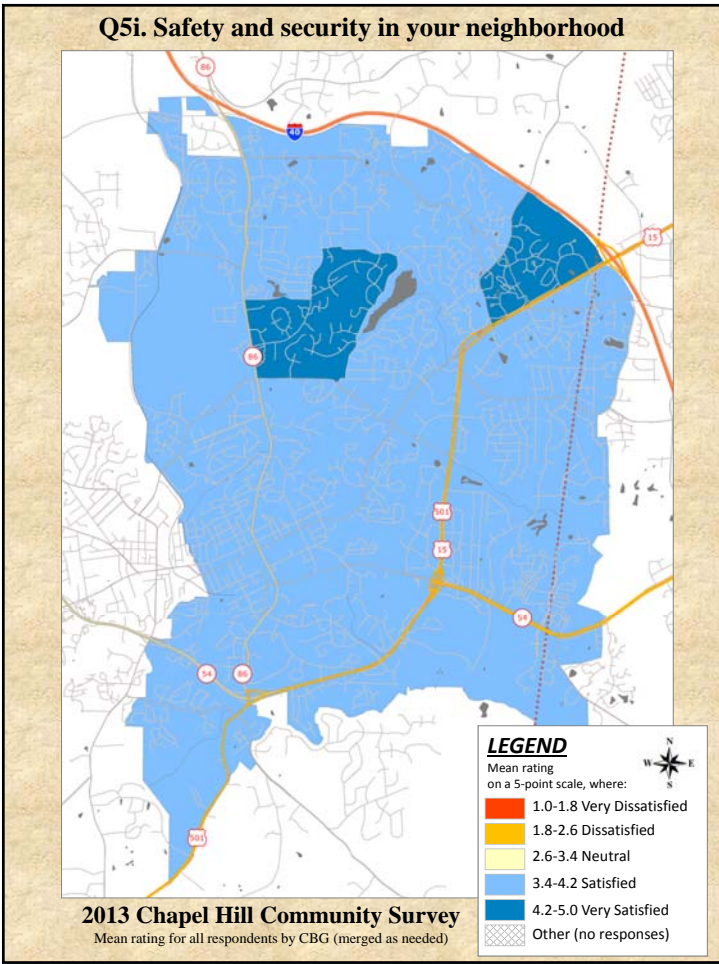 Q5i. Safety and security in your neighborhood
86
40
15
86
501
15
54
54
86
501
LEGEND
Mean rating
on a 5-point scale, where:
N
W E
S
1.0-1.8 Very Dissatisfied
1.8-2.6 Dissatisfied
2.6-3.4 Neutral
3.4-4.2 Satisfied
4.2-5.0 Very Satisfied
Other (no responses)
2013 Chapel Hill Community Survey
Mean rating for all respondents by CBG (merged as needed)